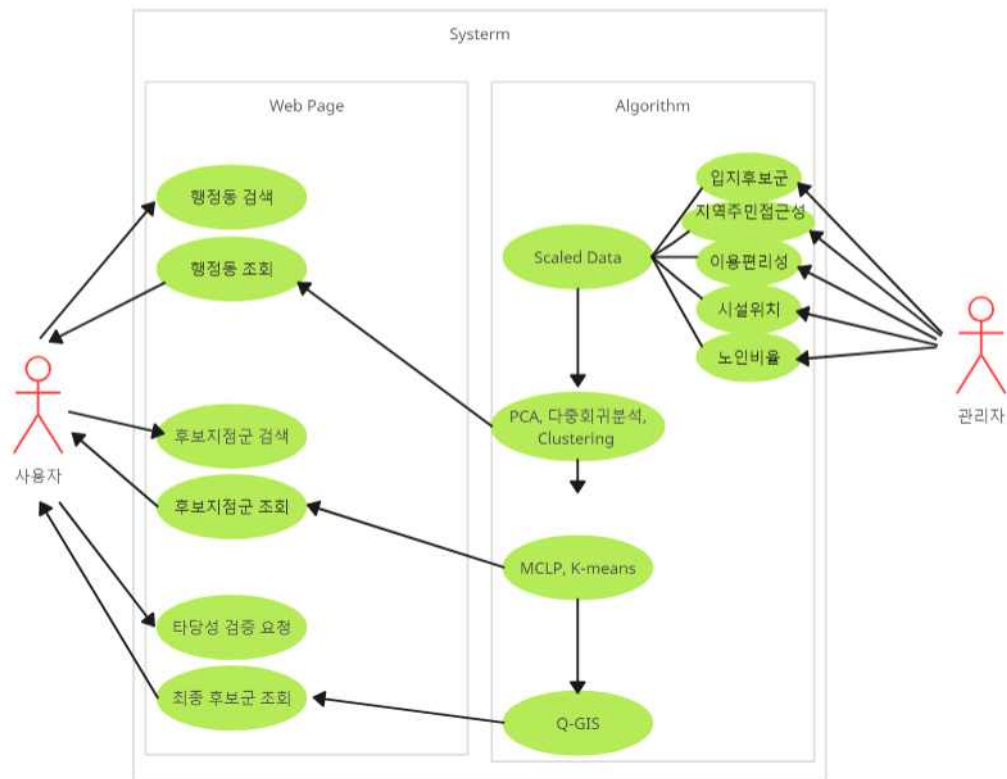 Systerm
Web Page
행정동 검색
행정동 조회
후보지점군 검색
후보지점군 조회
타당성 검증 요청
최종 후보군 조회
Algorithm
Scaled Data
입지후보군
지역주민접근성
이용편리성
시설위치
노인비율
PCA, 다중회귀분석,
Clustering
MCLP, K-means
Q-GIS
사용자
관리자